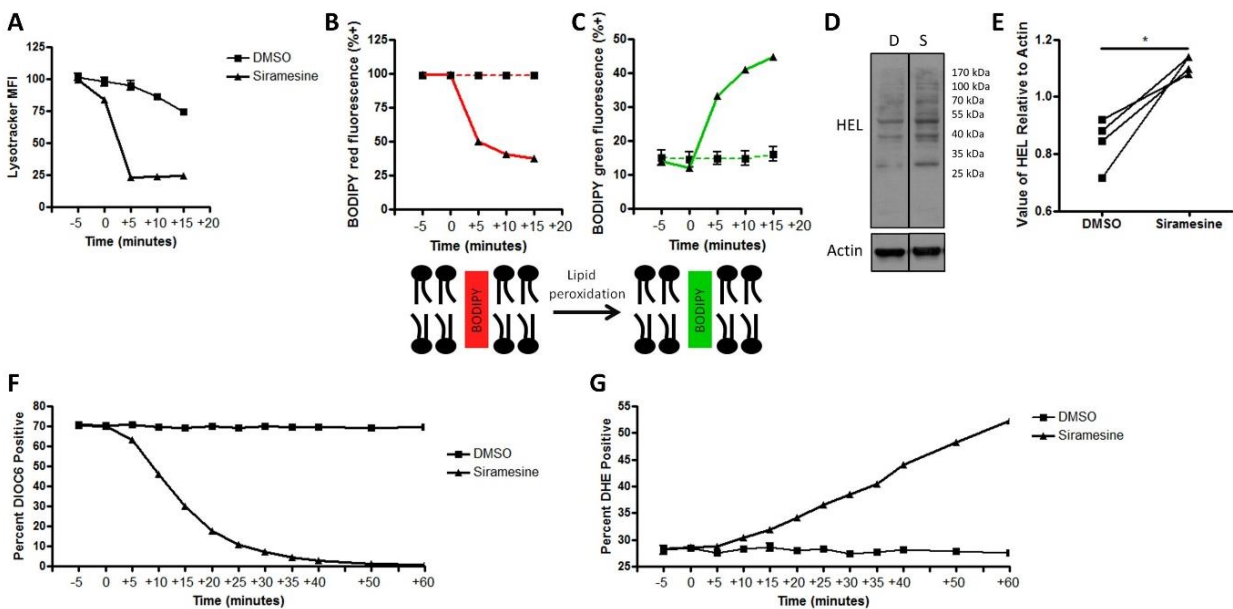 A
Lysotracker MFI
125
100
75
50
25
0
-5 0 +5 +10 +15 +20
Time (minutes)
DMSO
Siramesine
B
BODIPY red fluorescence (%+)
125
100
75
50
25
0
-5 0 +5 +10 +15 +20
Time (minutes)
C
BODIPY green fluorescence (%+)
50
40
30
20
10
0
-5 0 +5 +10 +15 +20
Time (minutes)
BODIPY
Lipid
peroxidation
BODIPY
D
D S
HEL
170 kDa
100 kDa
70 kDa
55 kDa
40 kDa
35 kDa
25 kDa
Actin
E
Value of HEL Relative to Actin
1.2
1.0
0.8
0.6
*
DMSO Siramesine
F
Percent DIOC6 Positive
80
70
60
50
40
30
20
10
0
-5 0 +5 +10 +15 +20 +25 +30 +35 +40 +50 +60
Time (minutes)
DMSO
Siramesine
G
Percent DHE Positive
55
50
45
40
35
30
25
-5 0 +5 +10 +15 +20 +25 +30 +35 +40 +50 +60
Time (minutes)
DMSO
Siramesine